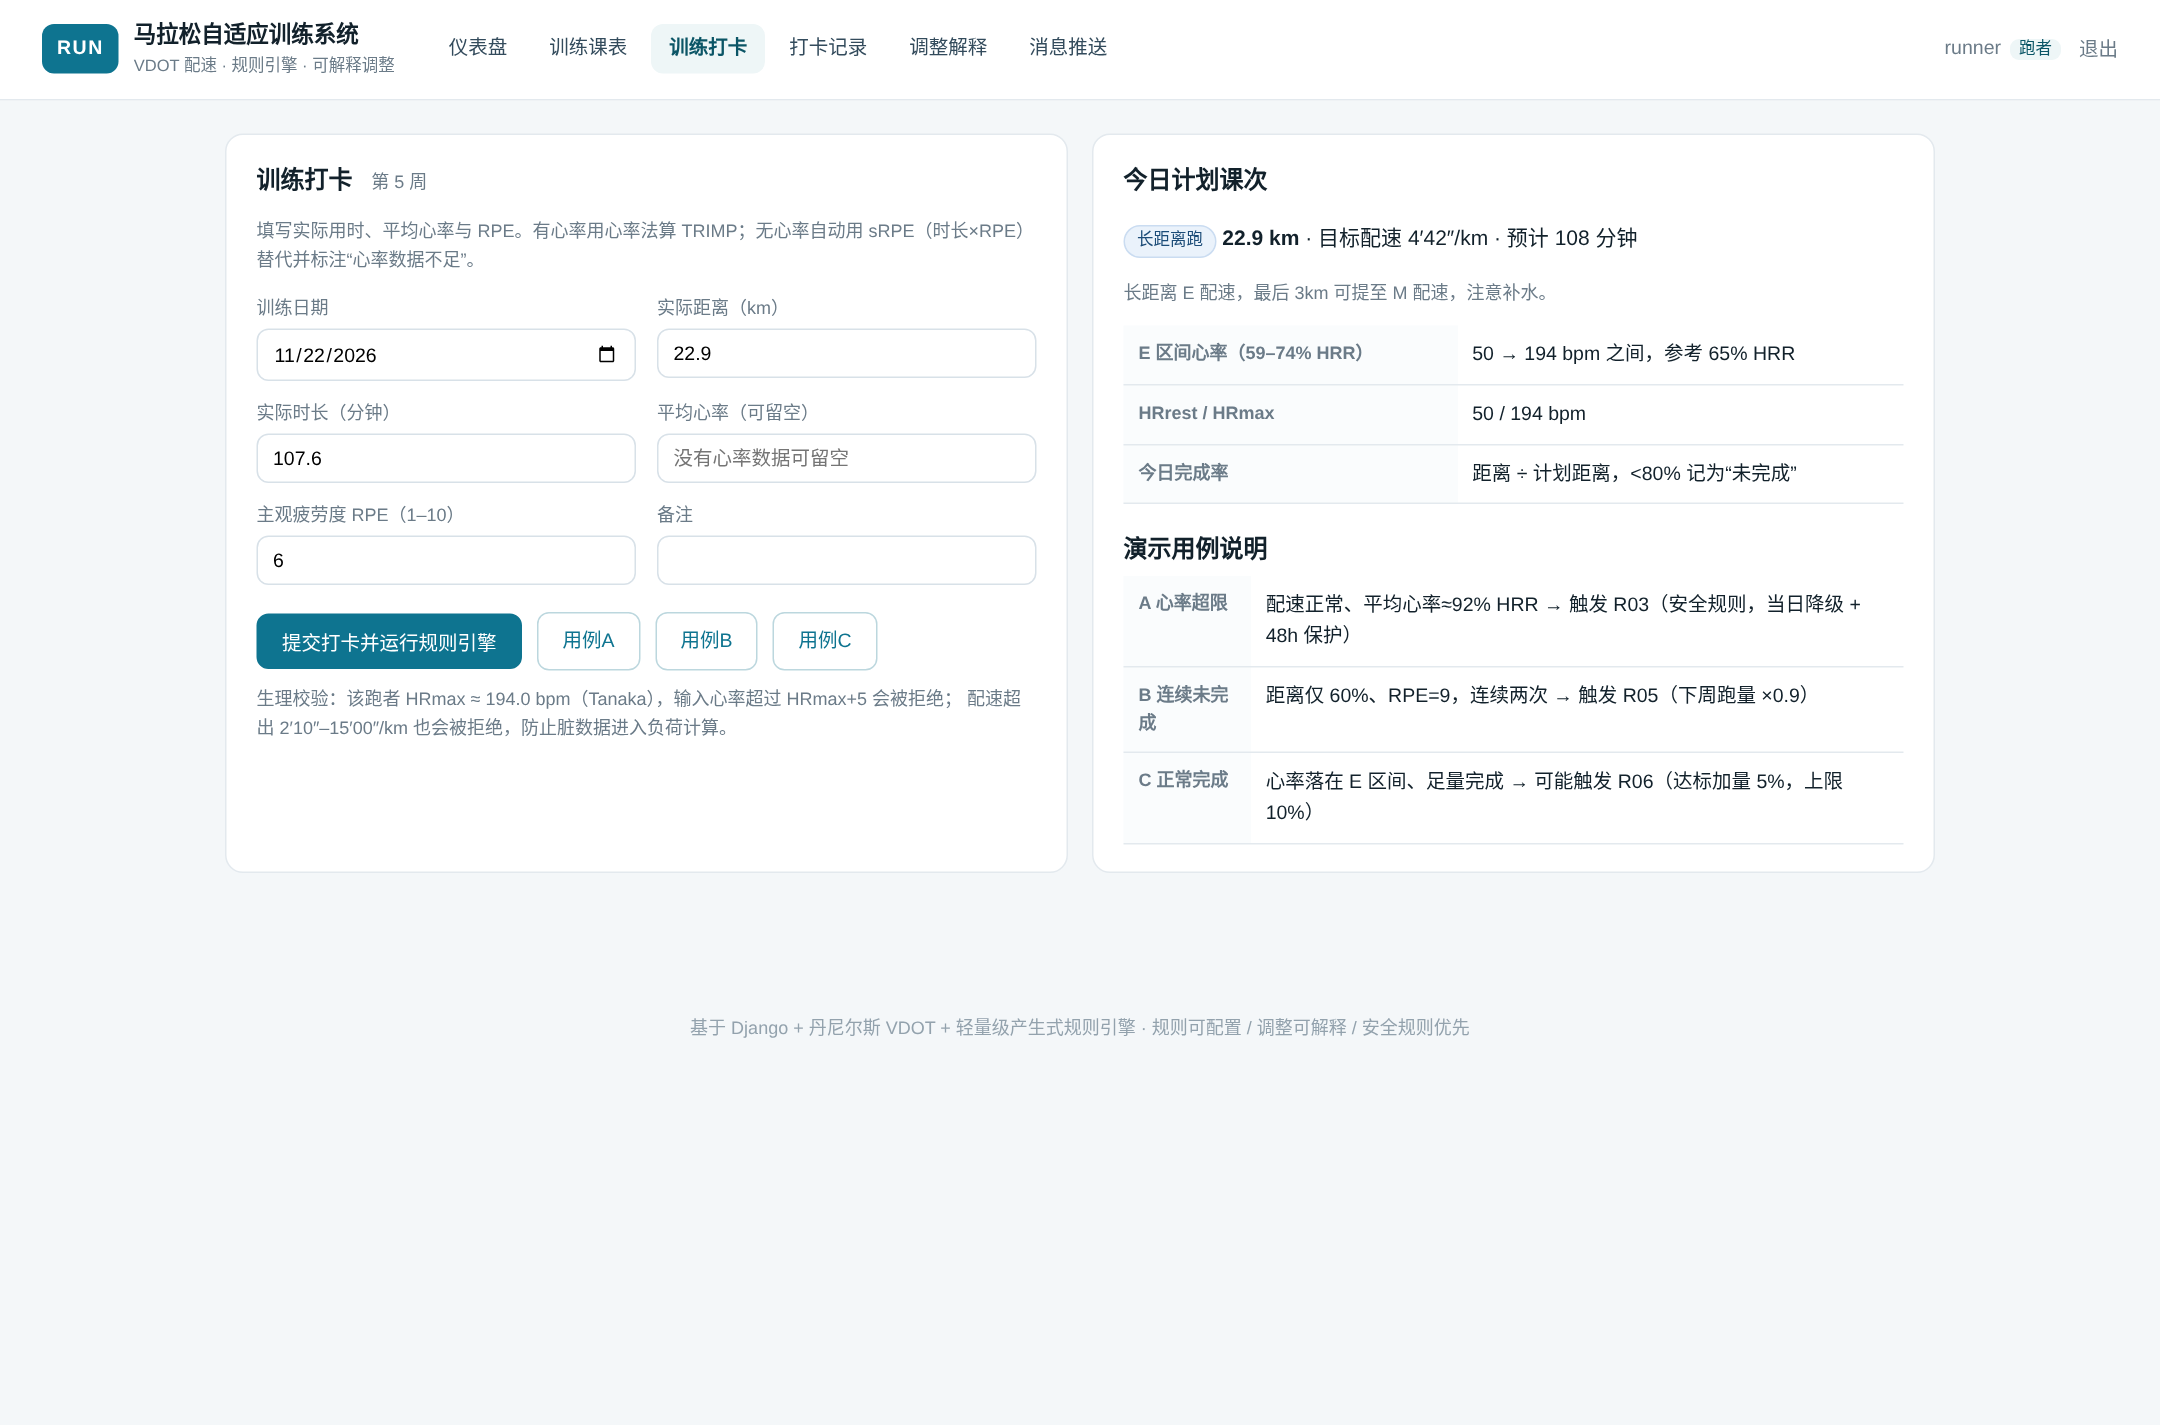 RUN
马拉松自适应训练系统
VDOT 配速 · 规则引擎 · 可解释调整
仪表盘
训练课表
训练打卡
打卡记录
调整解释
消息推送
runner 跑者 退出
训练打卡 第 5 周
填写实际用时、平均心率与 RPE。有心率用心率法算 TRIMP；无心率自动用 sRPE（时长×RPE）
替代并标注“心率数据不足”。
训练日期
11/22/2026
实际距离（km）
22.9
实际时长（分钟）
107.6
平均心率（可留空）
没有心率数据可留空
主观疲劳度 RPE（1–10）
6
备注
提交打卡并运行规则引擎
用例A
用例B
用例C
生理校验：该跑者 HRmax ≈ 194.0 bpm（Tanaka），输入心率超过 HRmax+5 会被拒绝； 配速超
出 2′10″–15′00″/km 也会被拒绝，防止脏数据进入负荷计算。
今日计划课次
长距离跑 22.9 km · 目标配速 4′42″/km · 预计 108 分钟
长距离 E 配速，最后 3km 可提至 M 配速，注意补水。
E 区间心率（59–74% HRR） 50 → 194 bpm 之间，参考 65% HRR
HRrest / HRmax 50 / 194 bpm
今日完成率 距离 ÷ 计划距离，<80% 记为“未完成”
演示用例说明
A 心率超限 配速正常、平均心率≈92% HRR → 触发 R03（安全规则，当日降级 +
48h 保护）
B 连续未完 距离仅 60%、RPE=9，连续两次 → 触发 R05（下周跑量 ×0.9）
成
C 正常完成 心率落在 E 区间、足量完成 → 可能触发 R06（达标加量 5%，上限
10%）
基于 Django + 丹尼尔斯 VDOT + 轻量级产生式规则引擎 · 规则可配置 / 调整可解释 / 安全规则优先